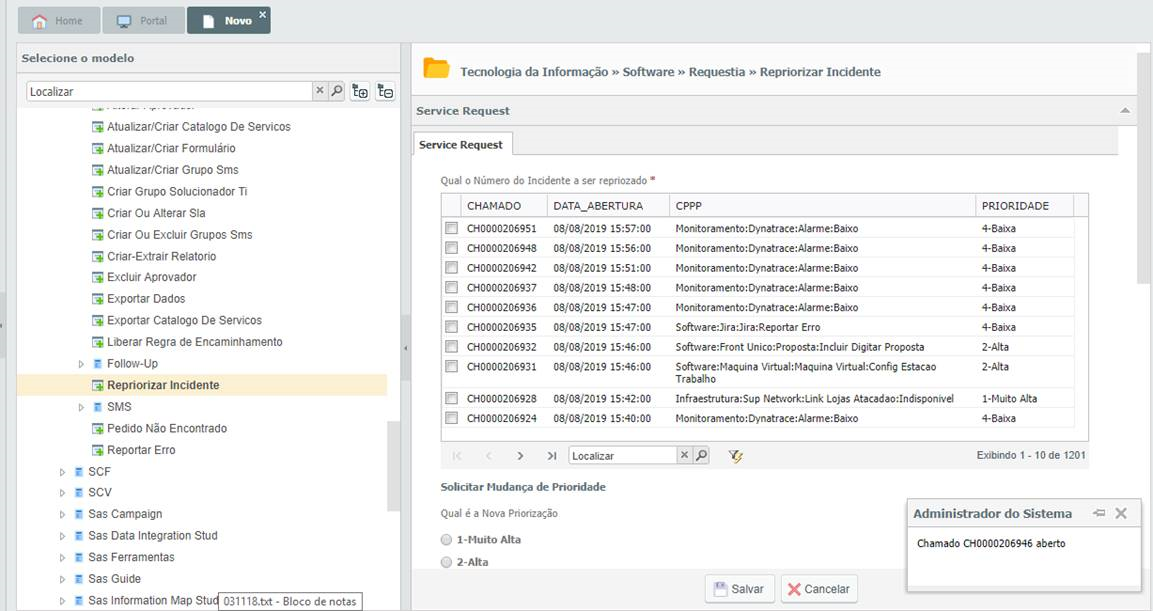 Home
Portal
Novo
Selecione o modelo
Localizar
Atualizar/Criar Catalogo De Servicos
Atualizar/Criar Formulário
Atualizar/Criar Grupo Sms
Criar Grupo Solucionador Ti
Criar Ou Alterar Sla
Criar Ou Excluir Grupos Sms
Criar-Extrair Relatorio
Excluir Aprovador
Exportar Dados
Exportar Catalogo De Servicos
Liberar Regra de Encaminhamento
Follow-Up
Repriorizar Incidente
SMS
Pedido Não Encontrado
Reportar Erro
SCF
SCV
Sas Campaign
Sas Data Integration Stud
Sas Ferramentas
Sas Guide
Sas Information Map Stud
031118.txt - Bloco de notas
Tecnologia da Informação » Software » Requestia » Repriorizar Incidente
Service Request
Service Request
Qual o Número do Incidente a ser repriozado *
CHAMADO DATA_ABERTURA CPPP PRIORIDADE
CH0000206951 08/08/2019 15:57:00 Monitoramento:Dynatrace:Alarme:Baixo 4-Baixa
CH0000206948 08/08/2019 15:56:00 Monitoramento:Dynatrace:Alarme:Baixo 4-Baixa
CH0000206942 08/08/2019 15:51:00 Monitoramento:Dynatrace:Alarme:Baixo 4-Baixa
CH0000206937 08/08/2019 15:48:00 Monitoramento:Dynatrace:Alarme:Baixo 4-Baixa
CH0000206936 08/08/2019 15:47:00 Monitoramento:Dynatrace:Alarme:Baixo 4-Baixa
CH0000206935 08/08/2019 15:47:00 Software:Jira:Jira:Reportar Erro 4-Baixa
CH0000206932 08/08/2019 15:46:00 Software:Front Unico:Proposta:Incluir Digitar Proposta 2-Alta
CH0000206931 08/08/2019 15:46:00 Software:Maquina Virtual:Maquina Virtual:Config Estacao 2-Alta
Trabalho
CH0000206928 08/08/2019 15:42:00 Infraestrutura:Sup Network:Link Lojas Atacadao:Indisponivel 1-Muito Alta
CH0000206924 08/08/2019 15:40:00 Monitoramento:Dynatrace:Alarme:Baixo 4-Baixa
Localizar
Exibindo 1 - 10 de 1201
Solicitar Mudança de Prioridade
Qual é a Nova Priorização
1-Muito Alta
2-Alta
Salvar
Cancelar
Administrador do Sistema
Chamado CH0000206946 aberto